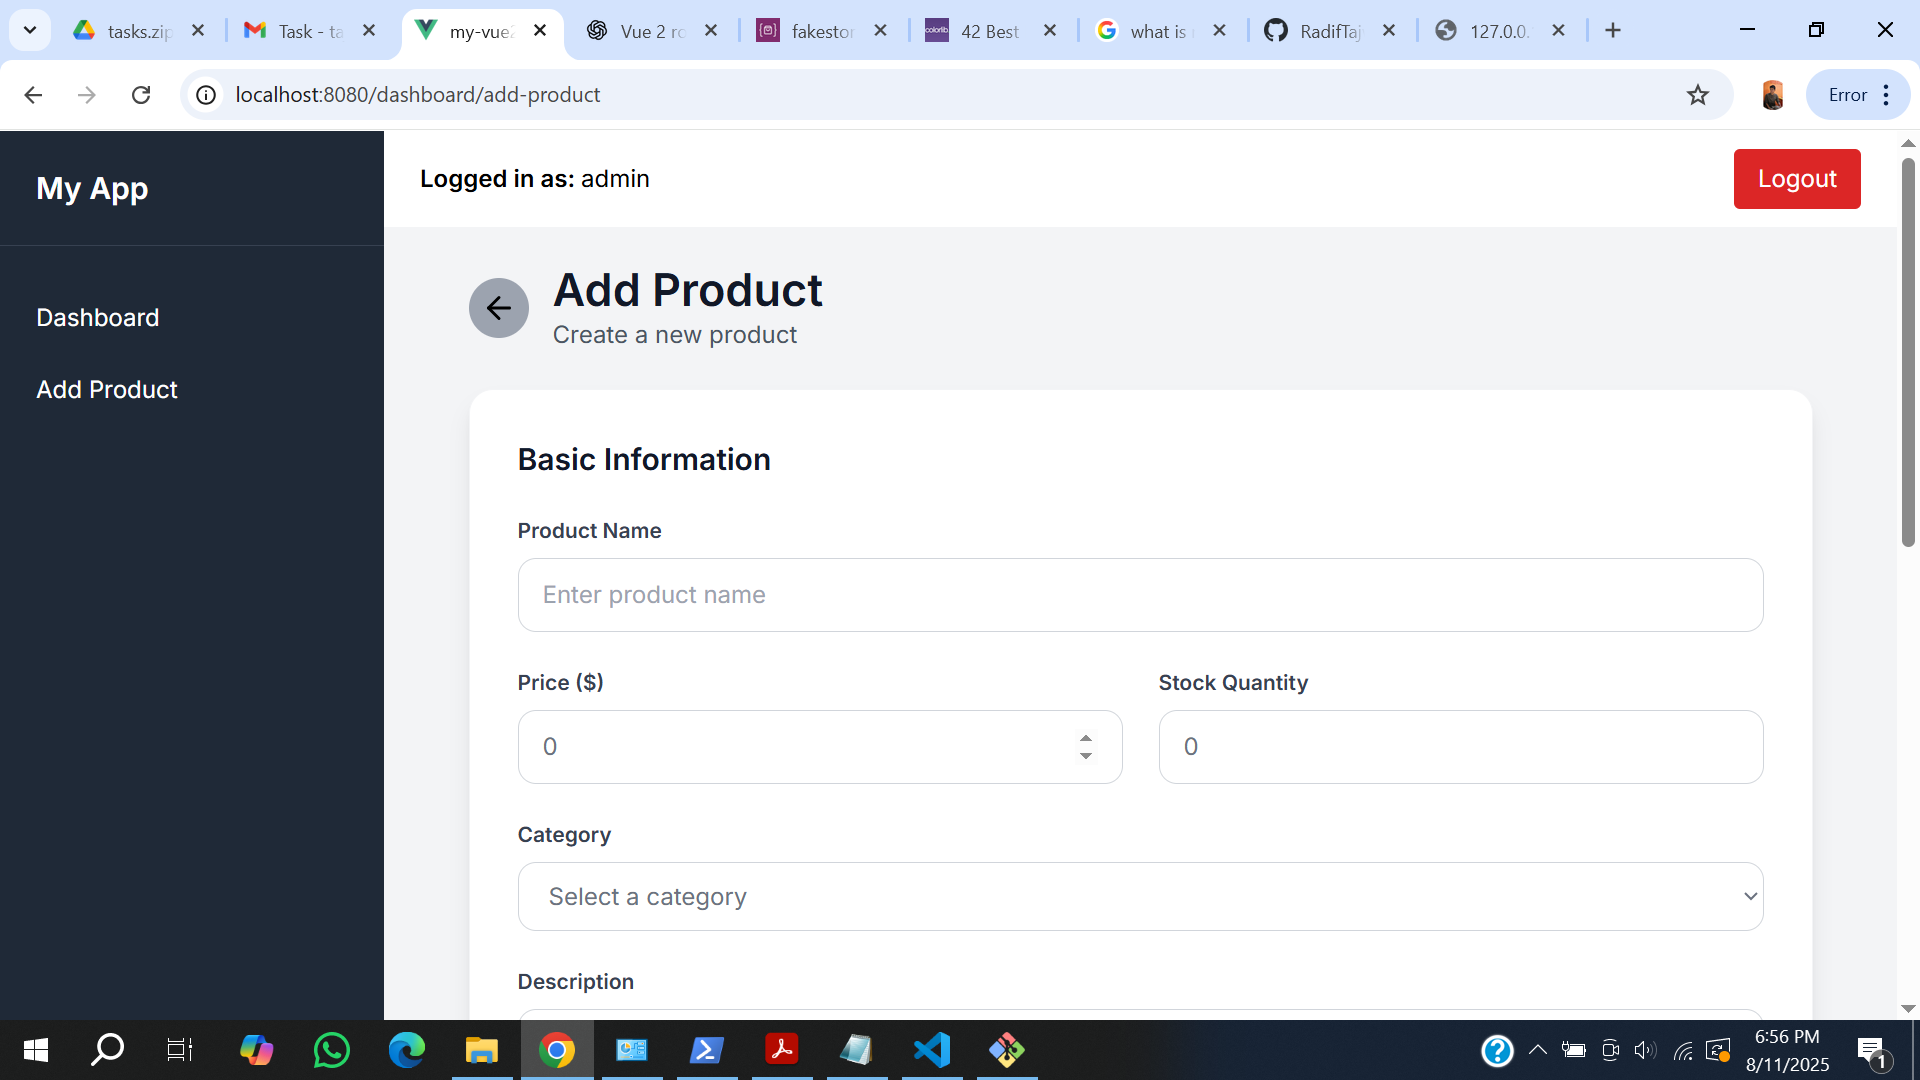 tasks.zip
Task - ta
my-vue2
Vue 2 ro
fakestor
42 Best
what is
RadifTaj
127.0.0.
localhost:8080/dashboard/add-product
Error
My App
Logged in as: admin
Logout
Dashboard
Add Product
Add Product
Create a new product
Basic Information
Product Name
Enter product name
Price ($)
Stock Quantity
0
0
Category
Select a category
Description
6:56 PM
8/11/2025
1